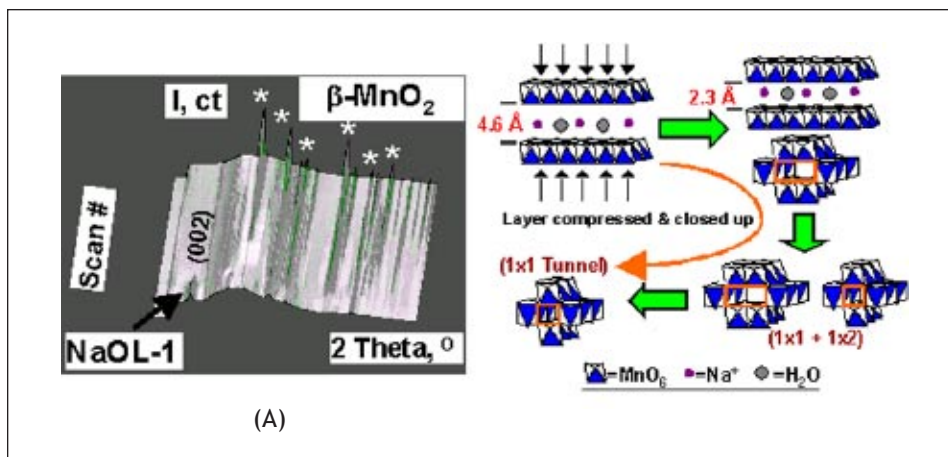 I, ct
β-MnO₂
* * * * * *
Scan #
(002)
NaOL-1
2 Theta, º
(A)
4.6 Å
2.3 Å
Layer compressed & closed up
(1x1 Tunnel)
(1x1 + 1x2)
=MnO₆ =Na⁺ =H₂O